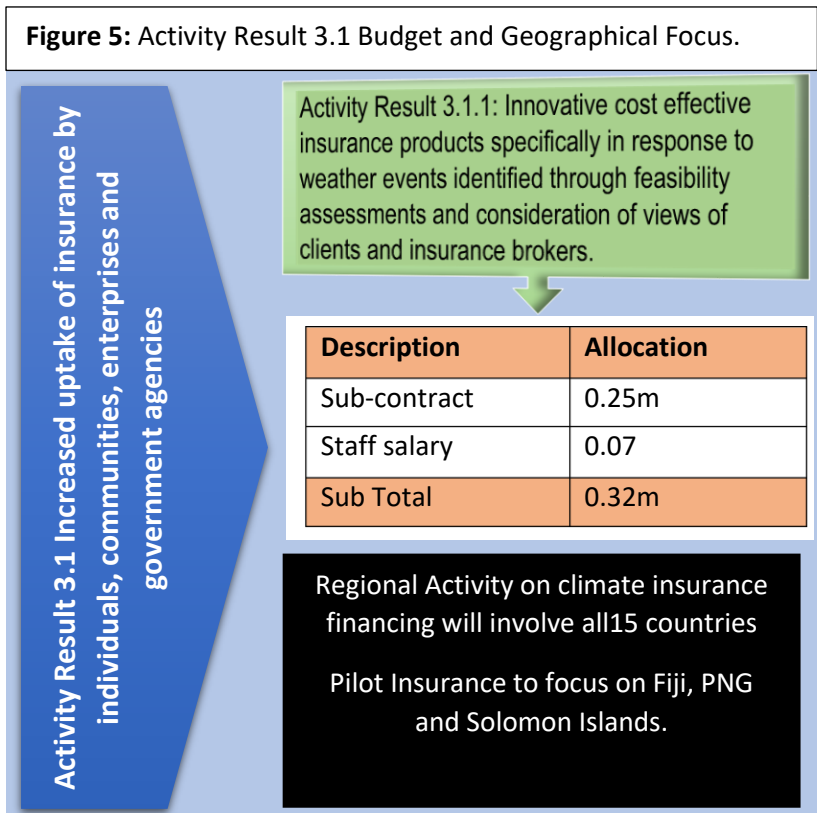 Figure 5: Activity Result 3.1 Budget and Geographical Focus.
Activity Result 3.1 Increased uptake of insurance by
individuals, communities, enterprises and
government agencies
Activity Result 3.1.1: Innovative cost effective
insurance products specifically in response to
weather events identified through feasibility
assessments and consideration of views of
clients and insurance brokers.
Description Allocation
Sub-contract 0.25m
Staff salary 0.07
Sub Total 0.32m
Regional Activity on climate insurance
financing will involve all15 countries
Pilot Insurance to focus on Fiji, PNG
and Solomon Islands.